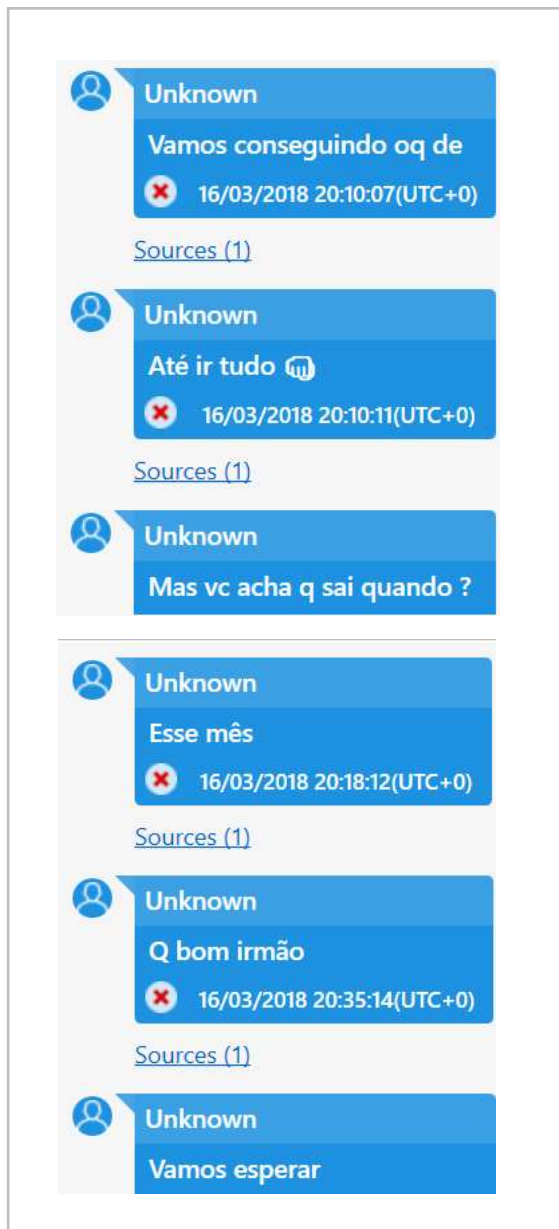 Unknown
Vamos conseguindo oq de
16/03/2018 20:10:07(UTC+0)
Sources (1)
Unknown
Até ir tudo 👊
16/03/2018 20:10:11(UTC+0)
Sources (1)
Unknown
Mas vc acha q sai quando ?
Unknown
Esse mês
16/03/2018 20:18:12(UTC+0)
Sources (1)
Unknown
Q bom irmão
16/03/2018 20:35:14(UTC+0)
Sources (1)
Unknown
Vamos esperar